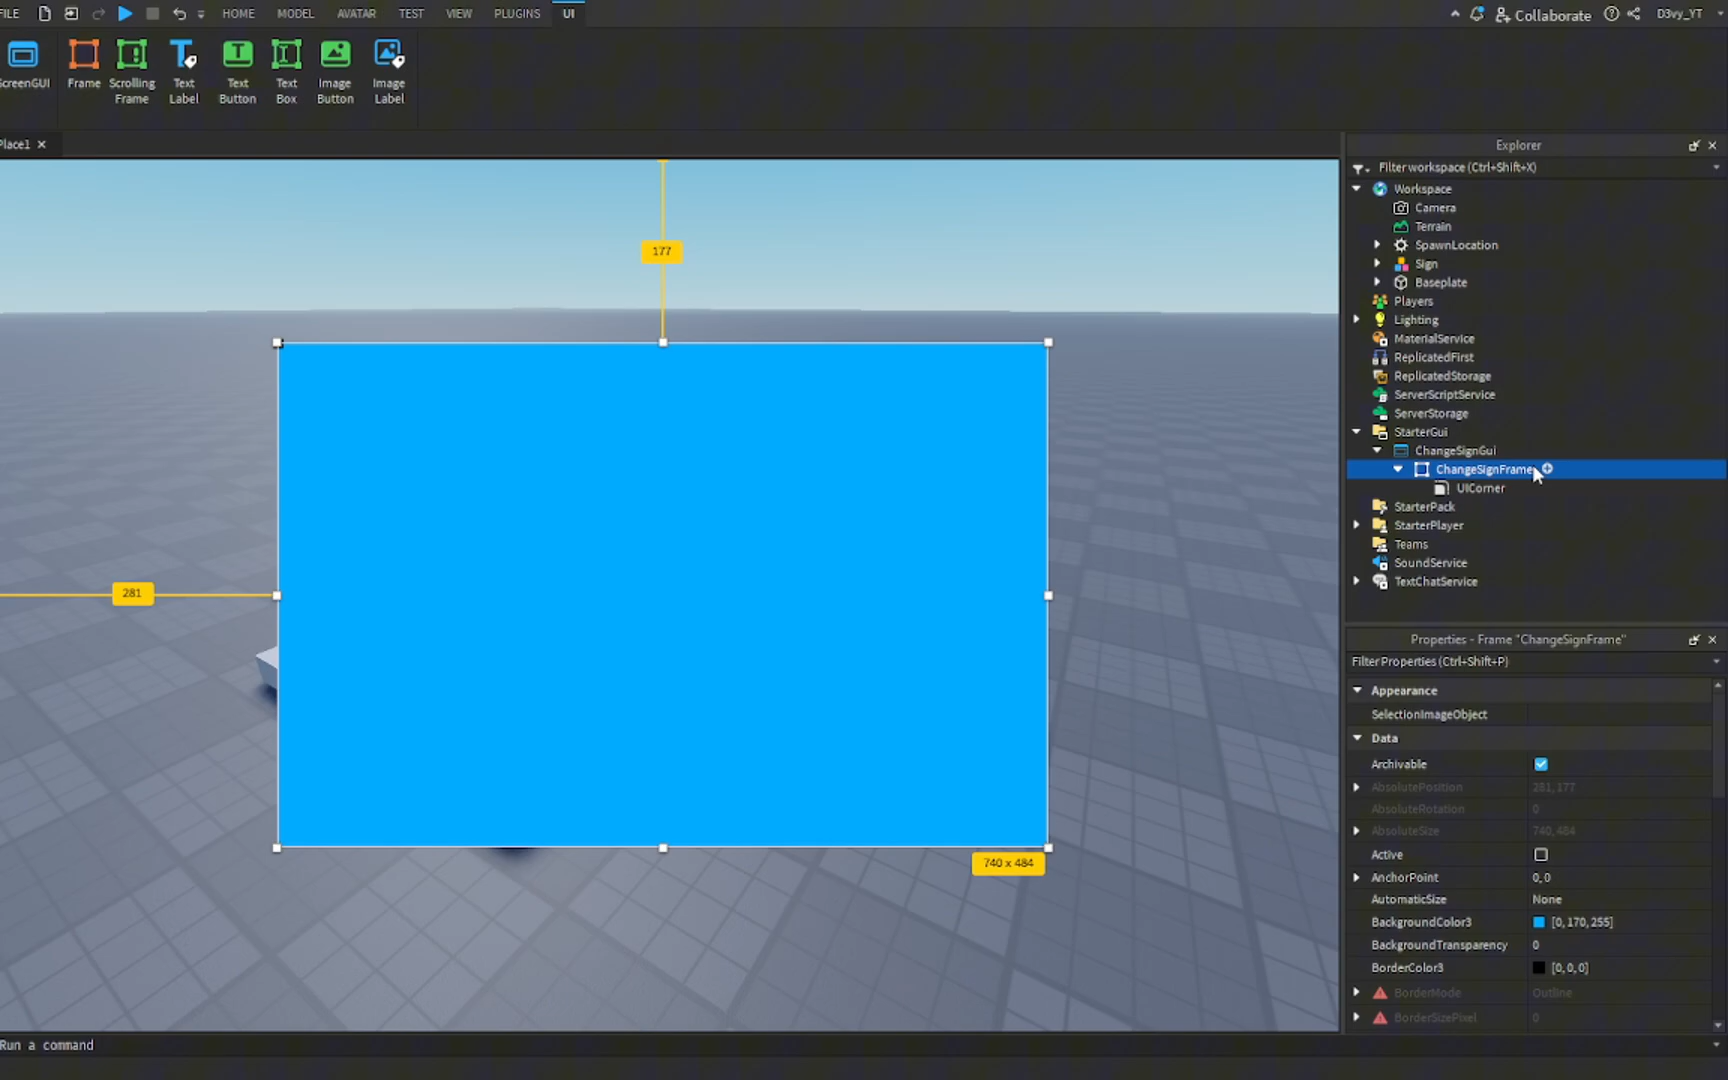 FILE HOME MODEL AVATAR TEST VIEW PLUGINS UI Collaborate D3vy_YT
ScreenGUI
Frame
Scrolling Frame
Text Label
Text Button
Text Box
Image Button
Image Label
Place1
177
281
740 x 484
Explorer
Filter workspace (Ctrl+Shift+X)
Workspace
Camera
Terrain
SpawnLocation
Sign
Baseplate
Players
Lighting
MaterialService
ReplicatedFirst
ReplicatedStorage
ServerScriptService
ServerStorage
StarterGui
ChangeSignGui
ChangeSignFrame
UICorner
StarterPack
StarterPlayer
Teams
SoundService
TextChatService
Properties - Frame "ChangeSignFrame"
Filter Properties (Ctrl+Shift+P)
Appearance
SelectionImageObject
Data
Archivable
AbsolutePosition 281, 177
AbsoluteRotation 0
AbsoluteSize 740, 484
Active
AnchorPoint 0, 0
AutomaticSize None
BackgroundColor3 [0, 170, 255]
BackgroundTransparency 0
BorderColor3 [0, 0, 0]
BorderMode Outline
BorderSizePixel 0
Run a command